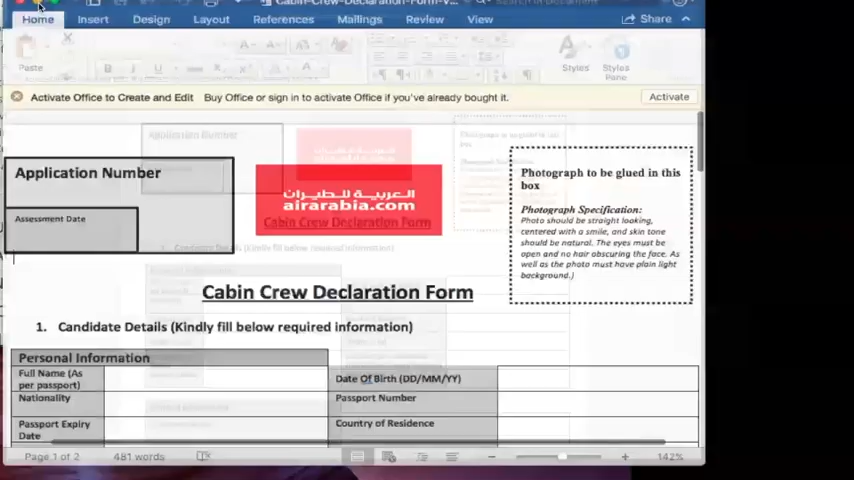 Cabin-Crew-Declaration-Form-V...
Home Insert Design Layout References Mailings Review View Share
Paste Styles Styles Pane
Activate Office to Create and Edit Buy Office or sign in to activate Office if you've already bought it. Activate
Application Number
Assessment Date
العربية للطيران
airarabia.com
Photograph to be glued in this
box
Photograph Specification:
Photo should be straight looking,
centered with a smile, and skin tone
should be natural. The eyes must be
open and no hair obscuring the face. As
well as the photo must have plain light
background.)
Cabin Crew Declaration Form
1. Candidate Details (Kindly fill below required information)
Personal Information
Full Name (As
per passport)
Date Of Birth (DD/MM/YY)
Nationality
Passport Number
Passport Expiry
Date
Country of Residence
Page 1 of 2 481 words 142%